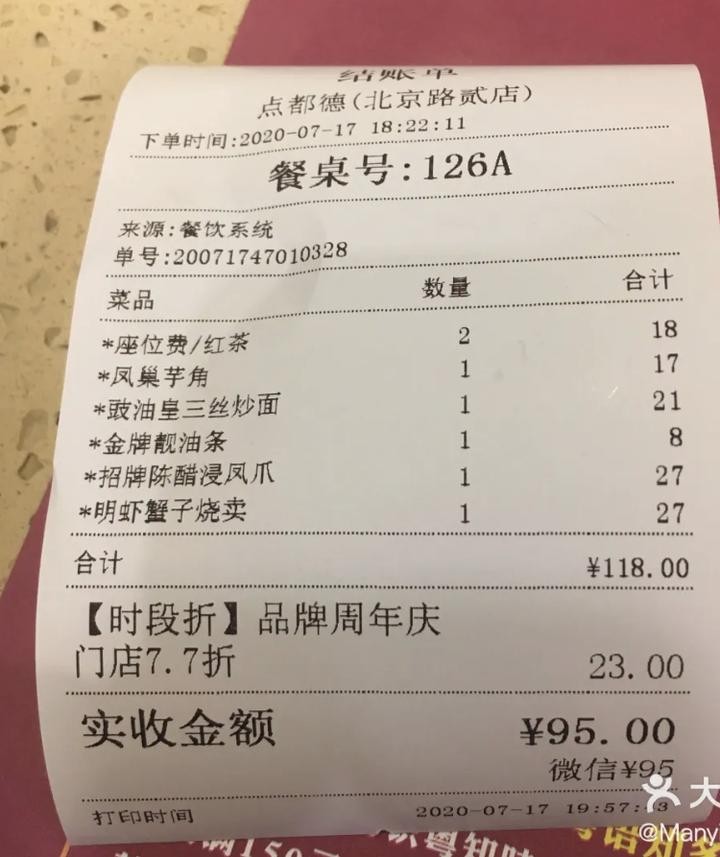 结账单
点都德(北京路贰店)
下单时间:2020-07-17 18:22:11
餐桌号:126A
来源:餐饮系统
单号:20071747010328
菜品 数量 合计
*座位费/红茶 2 18
*凤巢芋角 1 17
*豉油皇三丝炒面 1 21
*金牌靓油条 1 8
*招牌陈醋浸凤爪 1 27
*明虾蟹子烧卖 1 27
合计 ¥118.00
【时段折】品牌周年庆
门店7.7折 23.00
实收金额 ¥95.00
微信¥95
打印时间 2020-07-17 19:57:43
大
@Many